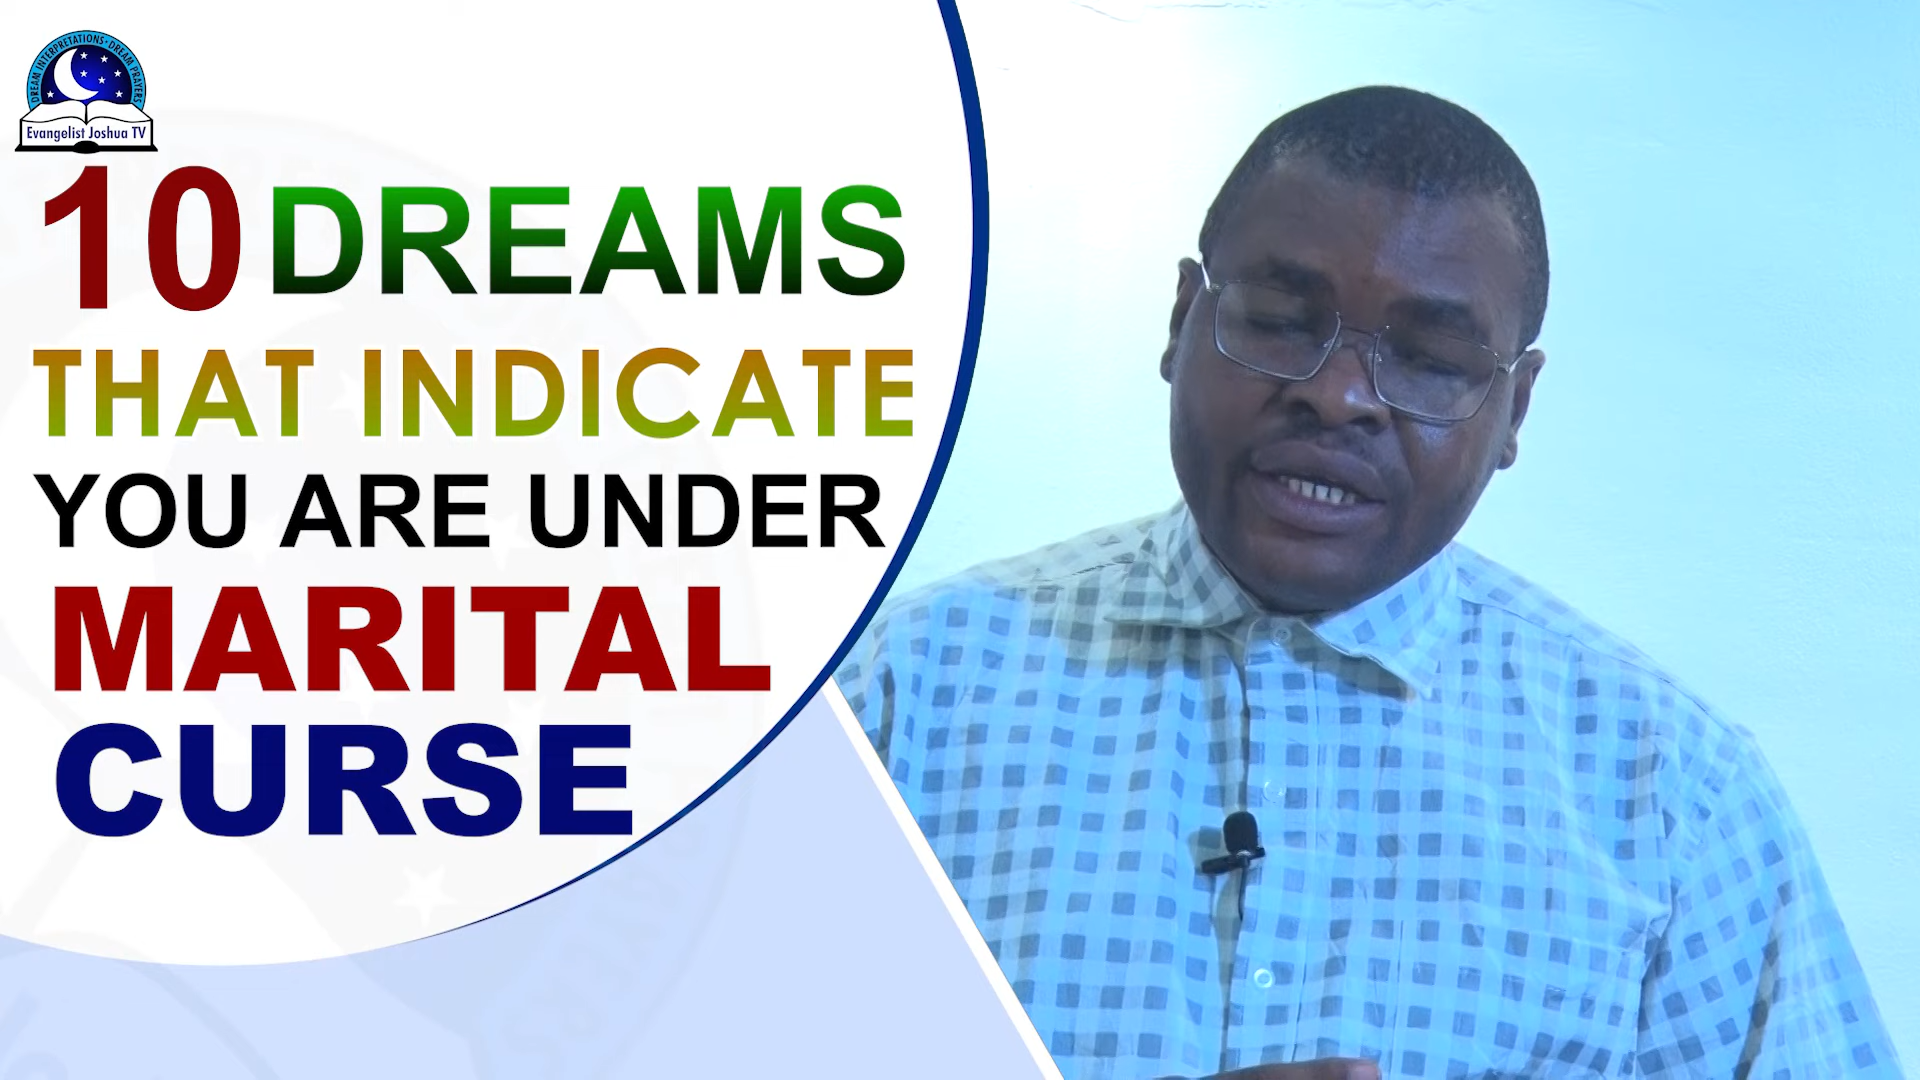 DREAM INTERPRETATIONS • DREAM PRAYERS
Evangelist Joshua TV
10 DREAMS
THAT INDICATE
YOU ARE UNDER
MARITAL
CURSE